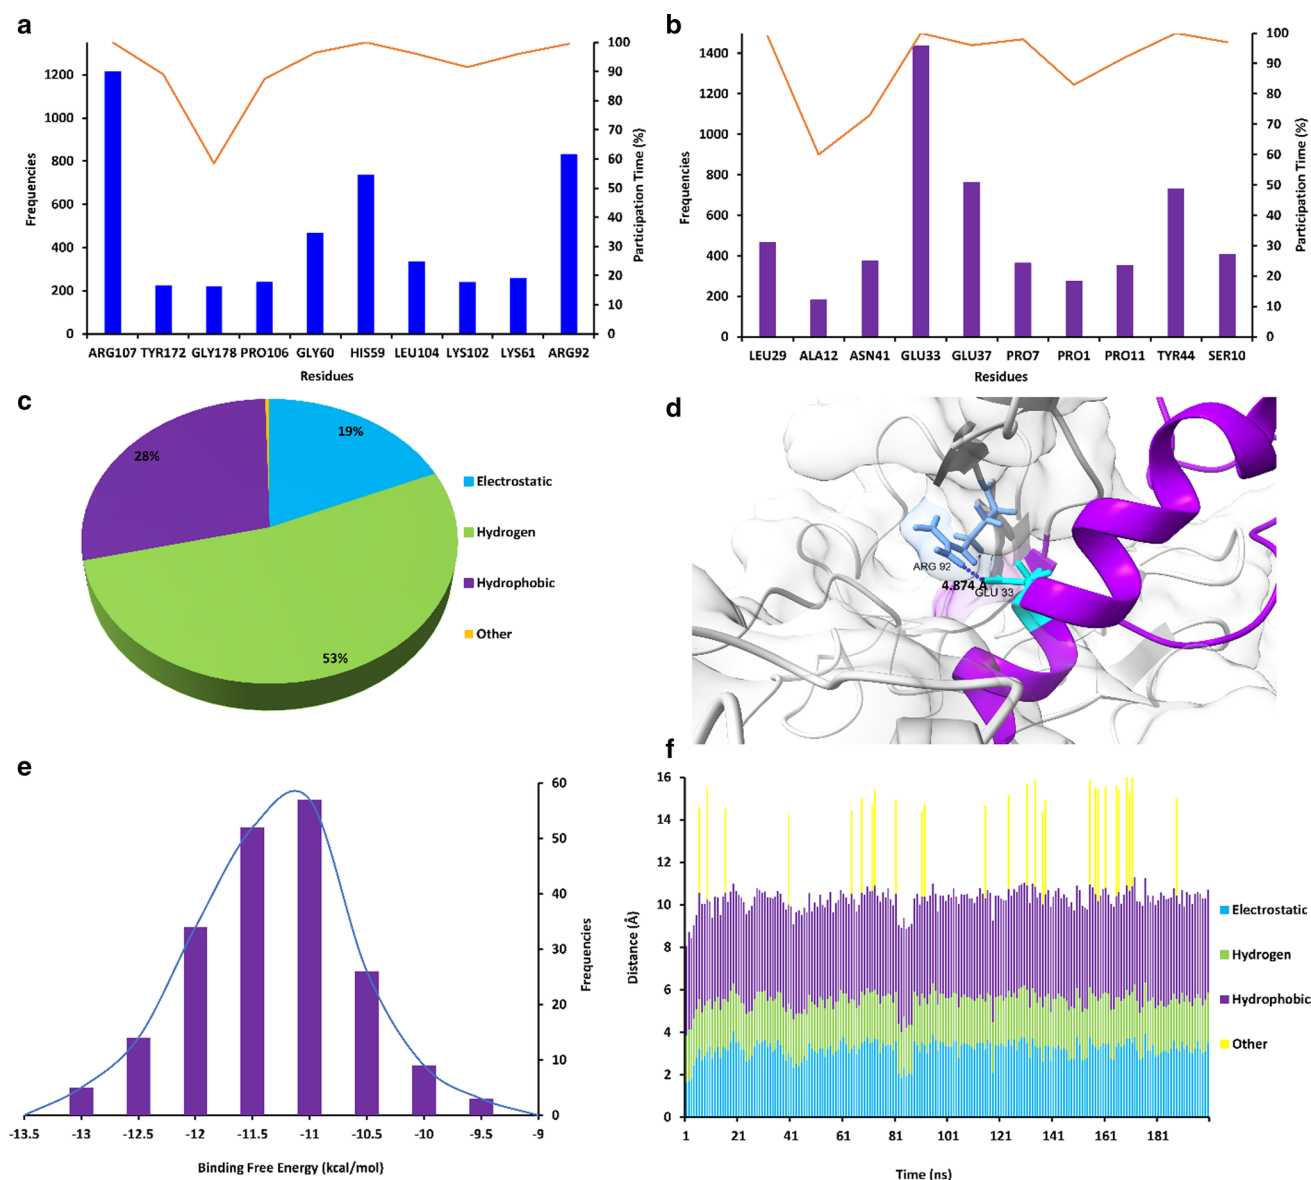 a
1200
1000
800
600
400
200
0
Frequencies
100
90
80
70
60
50
40
30
20
10
0
Participation Time (%)
ARG107 TYR172 GLY178 PRO106 GLY60 HIS59 LEU104 LYS102 LYS61 ARG92
Residues
b
1400
1200
1000
800
600
400
200
0
Frequencies
100
90
80
70
60
50
40
30
20
10
0
Participation Time (%)
LEU29 ALA12 ASN41 GLU33 GLU37 PRO7 PRO1 PRO11 TYR44 SER10
Residues
c
19%
28%
53%
Electrostatic
Hydrogen
Hydrophobic
Other
d
ARG 92
4.874 Å
GLU 33
e
60
50
40
30
20
10
0
Frequencies
-13.5 -13 -12.5 -12 -11.5 -11 -10.5 -10 -9.5 -9
Binding Free Energy (kcal/mol)
f
16
14
12
10
8
6
4
2
0
Distance (Å)
1 21 41 61 81 101 121 141 161 181
Time (ns)
Electrostatic
Hydrogen
Hydrophobic
Other